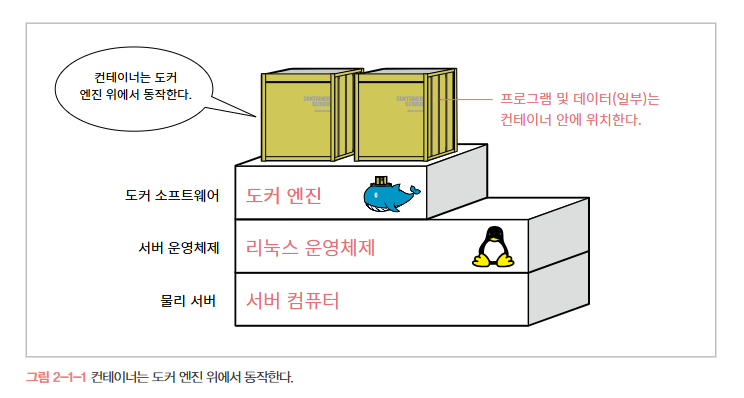 컨테이너는 도커
엔진 위에서 동작한다.
프로그램 및 데이터(일부)는
컨테이너 안에 위치한다.
도커 소프트웨어
도커 엔진
서버 운영체제
리눅스 운영체제
물리 서버
서버 컴퓨터
그림 2-1-1 컨테이너는 도커 엔진 위에서 동작한다.